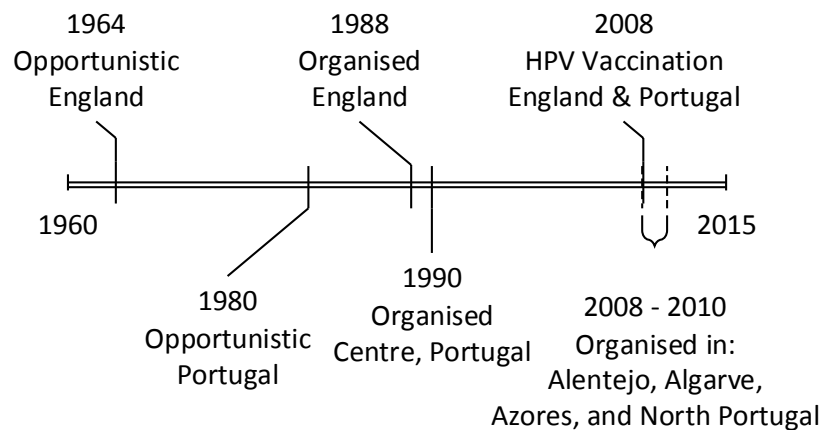 1964
Opportunistic
England
1988
Organised
England
2008
HPV Vaccination
England & Portugal
1960
2015
1980
Opportunistic
Portugal
1990
Organised
Centre, Portugal
2008 - 2010
Organised in:
Alentejo, Algarve,
Azores, and North Portugal